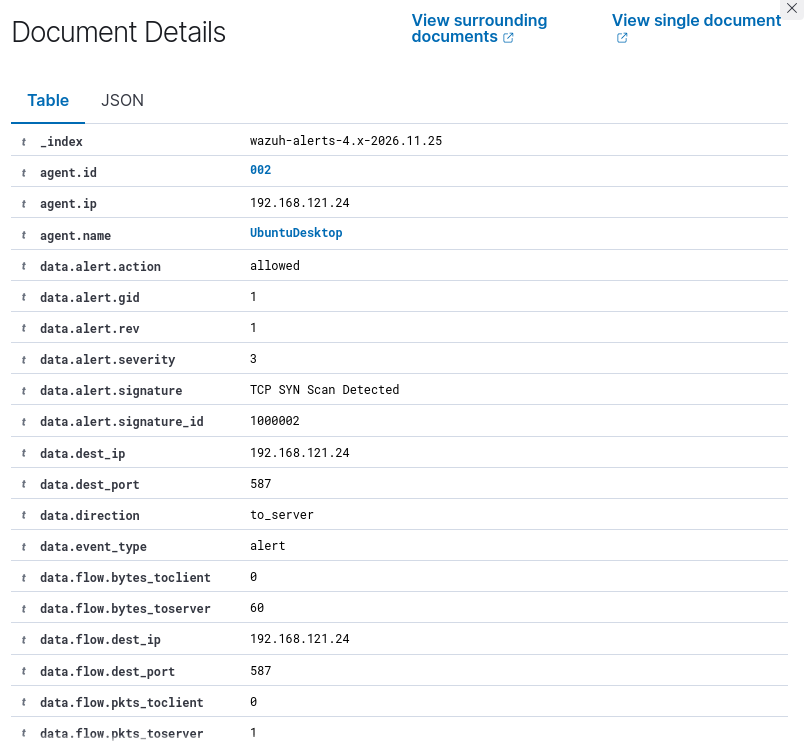 Document Details
View surrounding
documents
View single document
Table JSON
t _index wazuh-alerts-4.x-2026.11.25
t agent.id 002
t agent.ip 192.168.121.24
t agent.name UbuntuDesktop
t data.alert.action allowed
t data.alert.gid 1
t data.alert.rev 1
t data.alert.severity 3
t data.alert.signature TCP SYN Scan Detected
t data.alert.signature_id 1000002
t data.dest_ip 192.168.121.24
t data.dest_port 587
t data.direction to_server
t data.event_type alert
t data.flow.bytes_toclient 0
t data.flow.bytes_toserver 60
t data.flow.dest_ip 192.168.121.24
t data.flow.dest_port 587
t data.flow.pkts_toclient 0
t data.flow.pkts_toserver 1